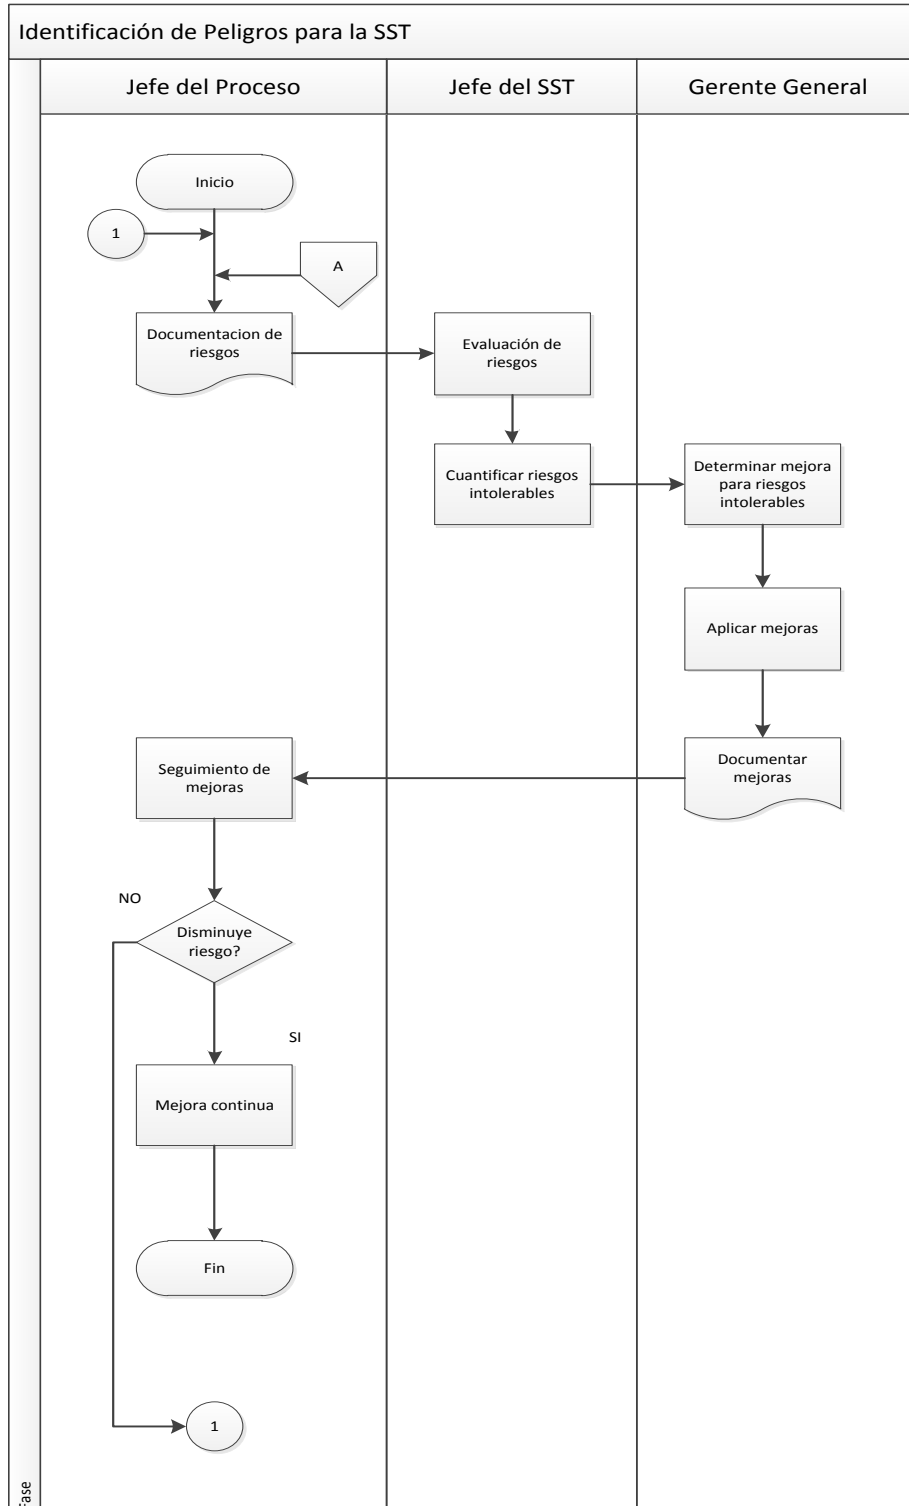 Identificación de Peligros para la SST
Jefe del Proceso
Jefe del SST
Gerente General
Inicio
1
A
Documentacion de
riesgos
Evaluación de
riesgos
Cuantificar riesgos
intolerables
Determinar mejora
para riesgos
intolerables
Aplicar mejoras
Documentar
mejoras
Seguimiento de
mejoras
NO
Disminuye
riesgo?
SI
Mejora continua
Fin
1
Fase